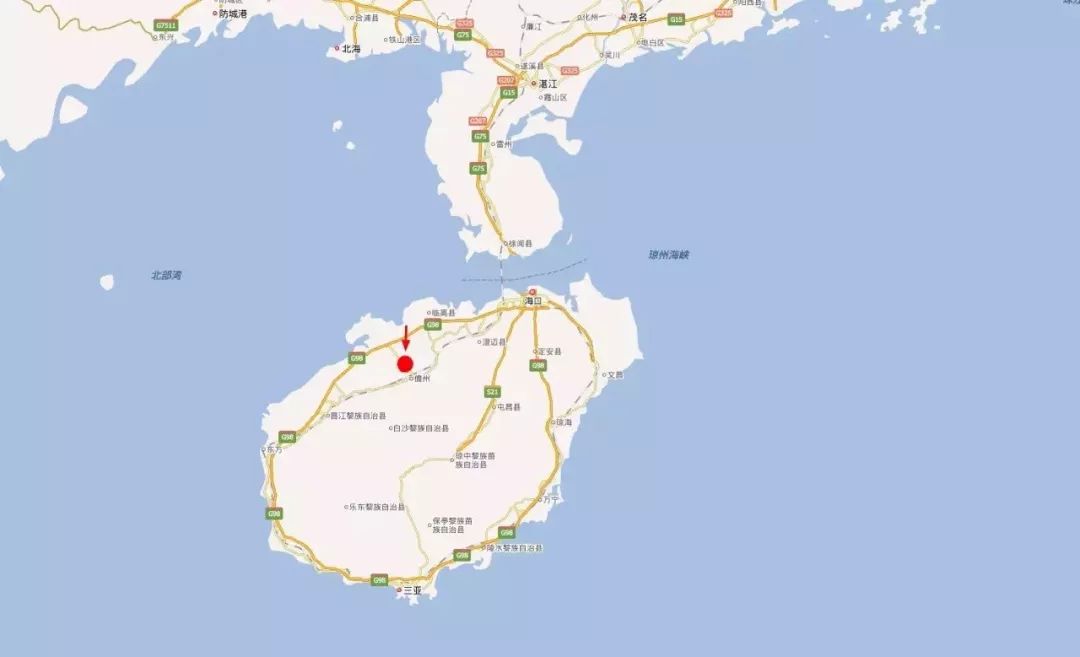 防城区
防城港
G7511
东兴
合浦县
铁山港区
北海
G325
G75
化州
茂名
G15
G325
阳西县
廉江
电白区
G325
吴川
遂溪县
G325
G207
湛江
G15
霞山区
G207
G75
雷州
G75
徐闻县
琼州海峡
北部湾
海口
临高县
G98
澄迈县
定安县
G98
G98
儋州
文昌
S21
屯昌县
昌江黎族自治县
白沙黎族自治县
琼海
G98
东方
琼中黎族苗
族自治县
万宁
乐东黎族自治县
G98
保亭黎族苗
族自治县
G98
陵水黎族自治县
G98
G98
三亚